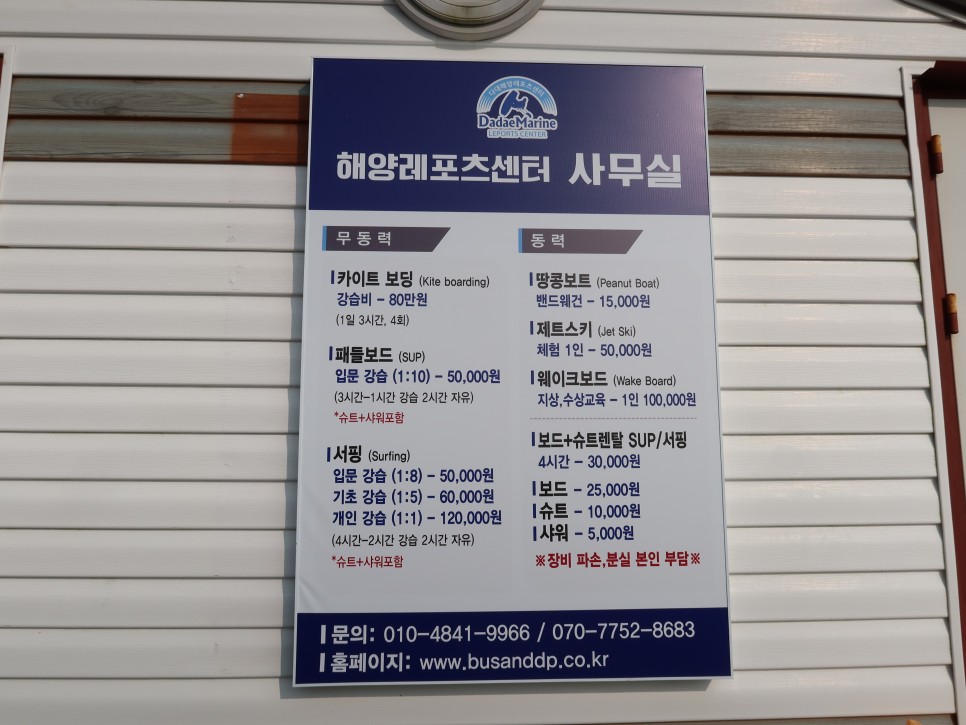 다대해양레포츠센터
DadaeMarine
LEPORTS CENTER
해양레포츠센터 사무실
무동력
카이트 보딩 (Kite boarding)
강습비 - 80만원
(1일 3시간, 4회)
패들보드 (SUP)
입문 강습 (1:10) - 50,000원
(3시간-1시간 강습 2시간 자유)
*슈트+샤워포함
서핑 (Surfing)
입문 강습 (1:8) - 50,000원
기초 강습 (1:5) - 60,000원
개인 강습 (1:1) - 120,000원
(4시간-2시간 강습 2시간 자유)
*슈트+샤워포함
동력
땅콩보트 (Peanut Boat)
밴드웨건 - 15,000원
제트스키 (Jet Ski)
체험 1인 - 50,000원
웨이크보드 (Wake Board)
지상,수상교육 - 1인 100,000원
보드+슈트렌탈 SUP/서핑
4시간 - 30,000원
보드 - 25,000원
슈트 - 10,000원
샤워 - 5,000원
※장비 파손,분실 본인 부담※
문의: 010-4841-9966 / 070-7752-8683
홈페이지: www.busanddp.co.kr